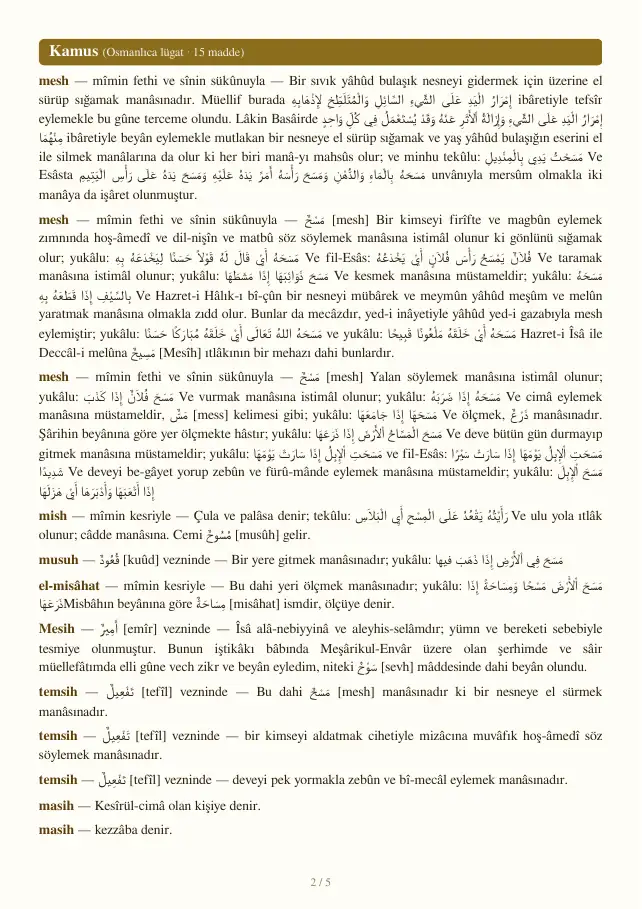 Kamus (Osmanlıca lügat · 15 madde)
mesh — mîmin fethi ve sînin sükûnuyla — Bir sıvık yâhûd bulaşık nesneyi gidermek için üzerine el
sürüp sığamak manâsınadır. Müellif burada إِمْرَارُ الْيَدِ عَلَى الشَّيْءِ السَّائِلِ وَالْمُتَلَطِّخِ لِإِذْهَابِهِ ibâretiyle tefsîr
eylemekle bu gûne terceme olundu. Lâkin Basâirde إِمْرَارُ الْيَدِ عَلَى الشَّيْءِ وَإِزَالَةُ الْأَثَرِ عَنْهُ وَقَدْ يُسْتَعْمَلُ فِي كُلِّ وَاحِدٍ
مِنْهُمَا ibâretiyle beyân eylemekle mutlakan bir nesneye el sürüp sığamak ve yaş yâhûd bulaşığın eserini el
ile silmek manâlarına da olur ki her biri manâ-yı mahsûs olur; ve minhu tekûlu: مَسَحْتُ يَدِي بِالْمِنْدِيلِ Ve
Esâsta مَسَحَهُ بِالْمَاءِ وَالدُّهْنِ وَمَسَحَ رَأْسَهُ أَمَرَّ يَدَهُ عَلَيْهِ وَمَسَحَ يَدَهُ عَلَى رَأْسِ الْيَتِيمِ unvânıyla mersûm olmakla iki
manâya da işâret olunmuştur.
mesh — mîmin fethi ve sînin sükûnuyla — مَسْحٌ [mesh] Bir kimseyi firîfte ve magbûn eylemek
zımnında hoş-âmedî ve dil-nişîn ve matbû söz söylemek manâsına istimâl olunur ki gönlünü sığamak
olur; yukâlu: مَسَحَهُ أَيْ قَالَ لَهُ قَوْلاً حَسَنًا لِيَخْدَعَهُ بِهِ Ve fil-Esâs: فُلَانٌ يَمْسَحُ رَأْسَ فُلَانٍ أَيْ يَخْدَعُهُ Ve taramak
manâsına istimâl olunur; yukâlu: مَسَحَ ذَوَائِبَهَا إِذَا مَشَطَهَا Ve kesmek manâsına müstameldir; yukâlu: مَسَحَهُ
بِالسَّيْفِ إِذَا قَطَعَهُ بِهِ Ve Hazret-i Hâlık-ı bî-çûn bir nesneyi mübârek ve meymûn yâhûd meşûm ve melûn
yaratmak manâsına olmakla zıdd olur. Bunlar da mecâzdır, yed-i inâyetiyle yâhûd yed-i gazabıyla mesh
eylemiştir; yukâlu: مَسَحَهُ اللهُ تَعَالَى أَيْ خَلَقَهُ مُبَارَكًا حَسَنًا ve yukâlu: مَسَحَهُ أَيْ خَلَقَهُ مَلْعُونًا قَبِيحًا Hazret-i Îsâ ile
Deccâl-i melûna مَسِيحٌ [Mesîh] ıtlâkının bir mehazı dahi bunlardır.
mesh — mîmin fethi ve sînin sükûnuyla — مَسْحٌ [mesh] Yalan söylemek manâsına istimâl olunur;
yukâlu: مَسَحَ فُلَانٌ إِذَا كَذَبَ Ve vurmak manâsına istimâl olunur; yukâlu: مَسَحَهُ إِذَا ضَرَبَهُ Ve cimâ eylemek
manâsına müstameldir, مَسٌّ [mess] kelimesi gibi; yukâlu: مَسَحَهَا إِذَا جَامَعَهَا Ve ölçmek, ذَرْعٌ manâsınadır.
Şârihin beyânına göre yer ölçmekte hâstır; yukâlu: مَسَحَ الْمَسَّاحُ الْأَرْضَ إِذَا ذَرَعَهَا Ve deve bütün gün durmayıp
gitmek manâsına müstameldir; yukâlu: مَسَحَتِ الْإِبِلُ يَوْمَهَا إِذَا سَارَتْ يَوْمَهَا ve fil-Esâs: مَسَحَتِ الْإِبِلُ يَوْمَهَا إِذَا سَارَتْ سَيْرًا
شَدِيدًا Ve deveyi be-gâyet yorup zebûn ve fürû-mânde eylemek manâsına müstameldir; yukâlu: مَسَحَ الْإِبِلَ
إِذَا أَتْعَبَهَا وَأَدْبَرَهَا أَيْ هَزَلَهَا
mish — mîmin kesriyle — Çula ve palâsa denir; tekûlu: رَأَيْتُهُ يَقْعُدُ عَلَى الْمِسْحِ أَيِ الْبَلَاسِ Ve ulu yola ıtlâk
olunur; câdde manâsına. Cemi مُسُوحٌ [musûh] gelir.
musuh — قُعُودٌ [kuûd] vezninde — Bir yere gitmek manâsınadır; yukâlu: مَسَحَ فِي الْأَرْضِ إِذَا ذَهَبَ فيها
el-misâhat — mîmin kesriyle — Bu dahi yeri ölçmek manâsınadır; yukâlu: مَسَحَ الْأَرْضَ مَسْحًا وَمِسَاحَةً إِذَا
ذَرَعَهَاMisbâhın beyânına göre مِسَاحَةٌ [misâhat] ismdir, ölçüye denir.
Mesih — أَمِيرٌ [emîr] vezninde — Îsâ alâ-nebiyyinâ ve aleyhis-selâmdır; yümn ve bereketi sebebiyle
tesmiye olunmuştur. Bunun iştikâkı bâbında Meşârikul-Envâr üzere olan şerhimde ve sâir
müellefâtımda elli gûne vech zikr ve beyân eyledim, niteki سَوْحٌ [sevh] mâddesinde dahi beyân olundu.
temsih — تَفْعِيلٌ [tefîl] vezninde — Bu dahi مَسْحٌ [mesh] manâsınadır ki bir nesneye el sürmek
manâsınadır.
temsih — تَفْعِيلٌ [tefîl] vezninde — bir kimseyi aldatmak cihetiyle mizâcına muvâfık hoş-âmedî söz
söylemek manâsınadır.
temsih — تَفْعِيلٌ [tefîl] vezninde — deveyi pek yormakla zebûn ve bî-mecâl eylemek manâsınadır.
masih — Kesîrül-cimâ olan kişiye denir.
masih — kezzâba denir.
2 / 5